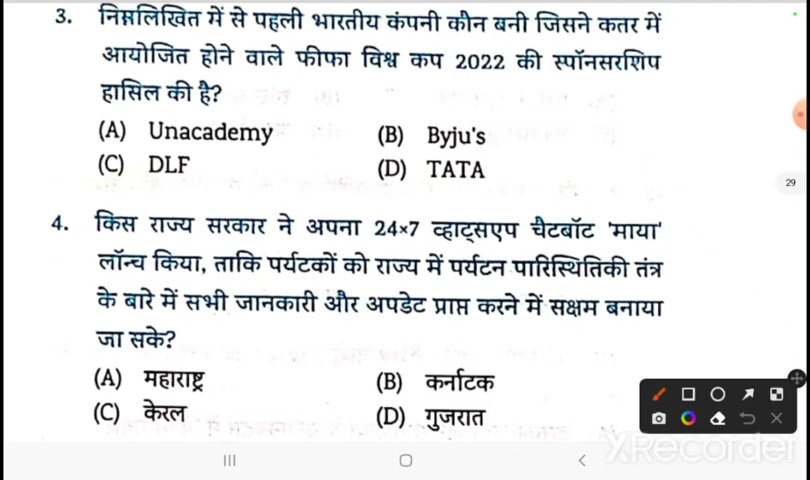 3. निम्नलिखित में से पहली भारतीय कंपनी कौन बनी जिसने कतर में
आयोजित होने वाले फीफा विश्व कप 2022 की स्पॉनसरशिप
हासिल की है?
(A) Unacademy (B) Byju's
(C) DLF (D) TATA
29
4. किस राज्य सरकार ने अपना 24×7 व्हाट्सएप चैटबॉट 'माया'
लॉन्च किया, ताकि पर्यटकों को राज्य में पर्यटन पारिस्थितिकी तंत्र
के बारे में सभी जानकारी और अपडेट प्राप्त करने में सक्षम बनाया
जा सके?
(A) महाराष्ट्र (B) कर्नाटक
(C) केरल (D) गुजरात
XRecorder